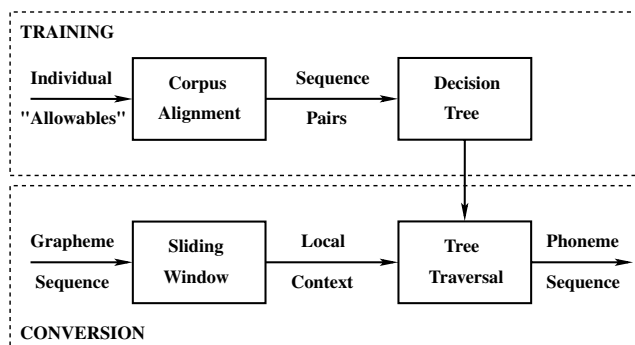 TRAINING
Individual
"Allowables"
Corpus
Alignment
Sequence
Pairs
Decision
Tree
Grapheme
Sequence
Sliding
Window
Local
Context
Tree
Traversal
Phoneme
Sequence
CONVERSION